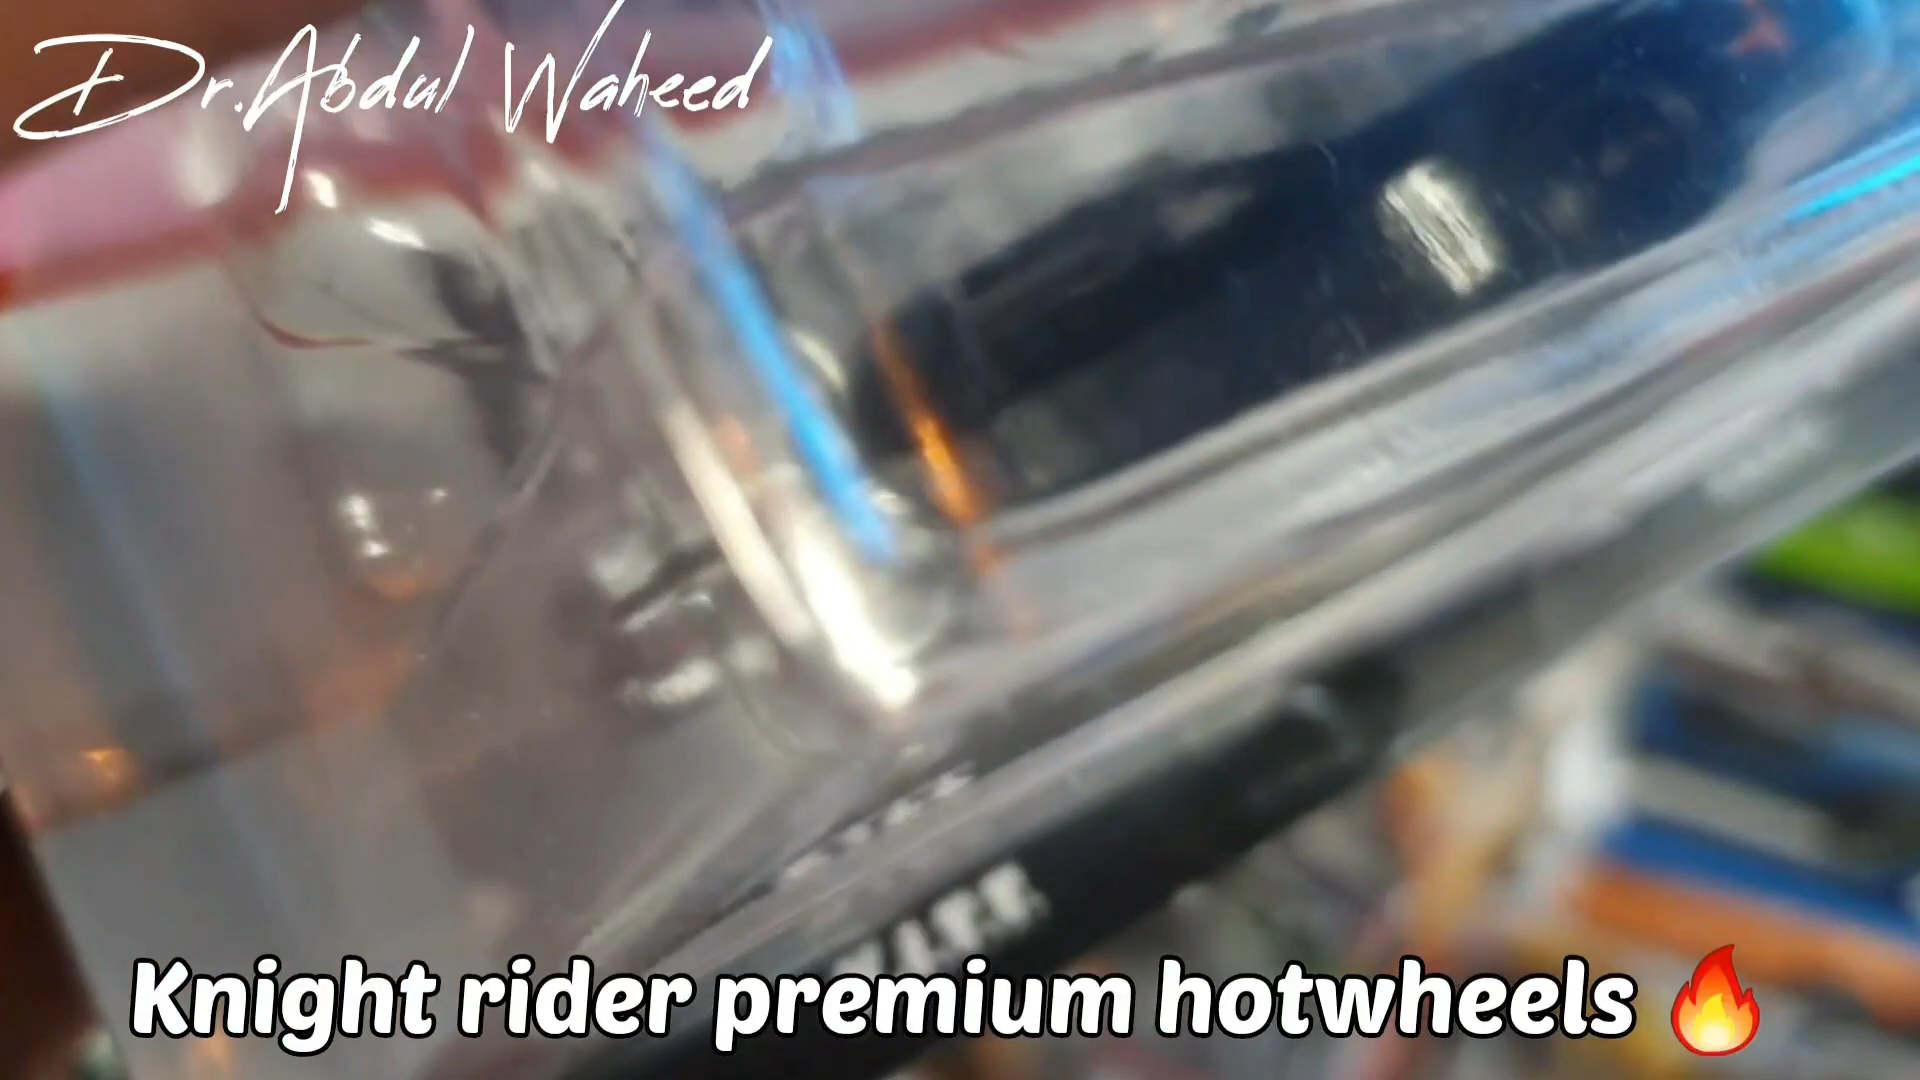 Dr. Abdul Waheed
K.I.T.T.
Knight rider premium hotwheels 🔥